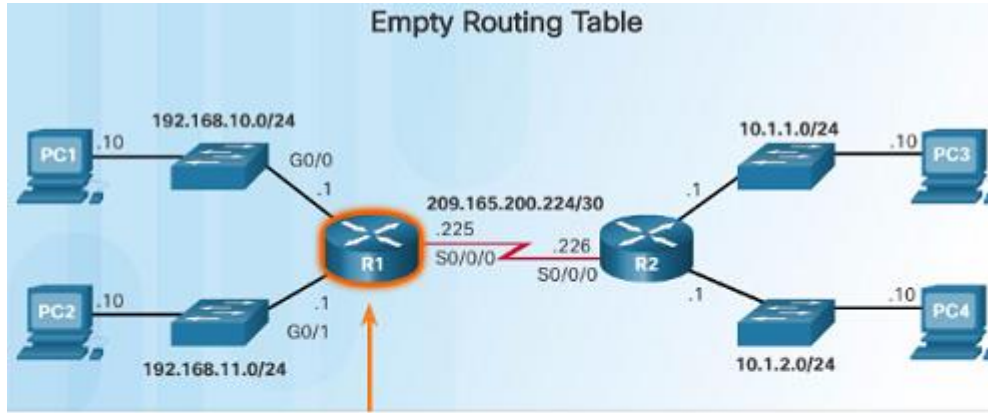 Empty Routing Table
192.168.10.0/24
10.1.1.0/24
PC1
.10
G0/0
.1
.10
PC3
209.165.200.224/30
.1
.225
.226
R1
S0/0/0
S0/0/0
R2
PC2
.10
.1
G0/1
.1
.10
PC4
192.168.11.0/24
10.1.2.0/24